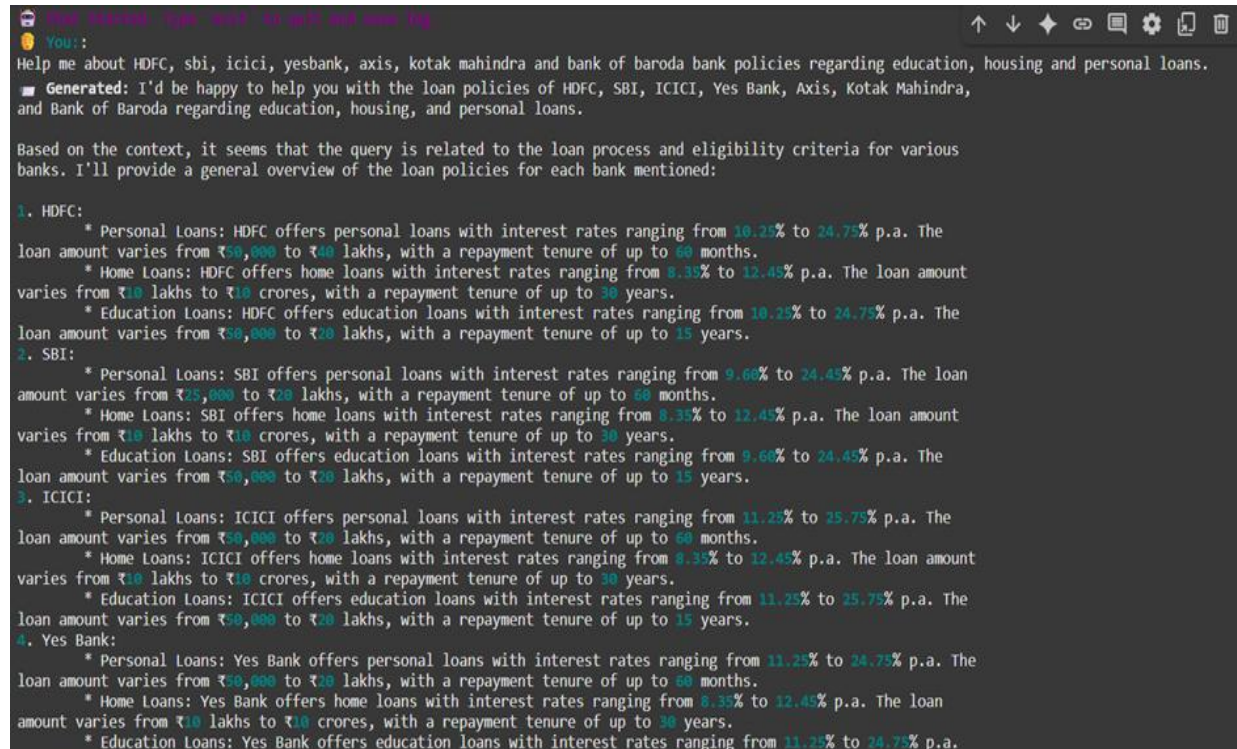 Chat started. Type 'exit' to quit and save log.
You::
Help me about HDFC, sbi, icici, yesbank, axis, kotak mahindra and bank of baroda bank policies regarding education, housing and personal loans.
Generated: I'd be happy to help you with the loan policies of HDFC, SBI, ICICI, Yes Bank, Axis, Kotak Mahindra,
and Bank of Baroda regarding education, housing, and personal loans.
Based on the context, it seems that the query is related to the loan process and eligibility criteria for various
banks. I'll provide a general overview of the loan policies for each bank mentioned:
1. HDFC:
* Personal Loans: HDFC offers personal loans with interest rates ranging from 10.25% to 24.75% p.a. The
loan amount varies from ₹50,000 to ₹40 lakhs, with a repayment tenure of up to 60 months.
* Home Loans: HDFC offers home loans with interest rates ranging from 8.35% to 12.45% p.a. The loan amount
varies from ₹10 lakhs to ₹10 crores, with a repayment tenure of up to 30 years.
* Education Loans: HDFC offers education loans with interest rates ranging from 10.25% to 24.75% p.a. The
loan amount varies from ₹50,000 to ₹20 lakhs, with a repayment tenure of up to 15 years.
2. SBI:
* Personal Loans: SBI offers personal loans with interest rates ranging from 9.60% to 24.45% p.a. The loan
amount varies from ₹25,000 to ₹20 lakhs, with a repayment tenure of up to 60 months.
* Home Loans: SBI offers home loans with interest rates ranging from 8.35% to 12.45% p.a. The loan amount
varies from ₹10 lakhs to ₹10 crores, with a repayment tenure of up to 30 years.
* Education Loans: SBI offers education loans with interest rates ranging from 9.60% to 24.45% p.a. The
loan amount varies from ₹50,000 to ₹20 lakhs, with a repayment tenure of up to 15 years.
3. ICICI:
* Personal Loans: ICICI offers personal loans with interest rates ranging from 11.25% to 25.75% p.a. The
loan amount varies from ₹50,000 to ₹20 lakhs, with a repayment tenure of up to 60 months.
* Home Loans: ICICI offers home loans with interest rates ranging from 8.35% to 12.45% p.a. The loan amount
varies from ₹10 lakhs to ₹10 crores, with a repayment tenure of up to 30 years.
* Education Loans: ICICI offers education loans with interest rates ranging from 11.25% to 25.75% p.a. The
loan amount varies from ₹50,000 to ₹20 lakhs, with a repayment tenure of up to 15 years.
4. Yes Bank:
* Personal Loans: Yes Bank offers personal loans with interest rates ranging from 11.25% to 24.75% p.a. The
loan amount varies from ₹50,000 to ₹20 lakhs, with a repayment tenure of up to 60 months.
* Home Loans: Yes Bank offers home loans with interest rates ranging from 8.35% to 12.45% p.a. The loan
amount varies from ₹10 lakhs to ₹10 crores, with a repayment tenure of up to 30 years.
* Education Loans: Yes Bank offers education loans with interest rates ranging from 11.25% to 24.75% p.a.